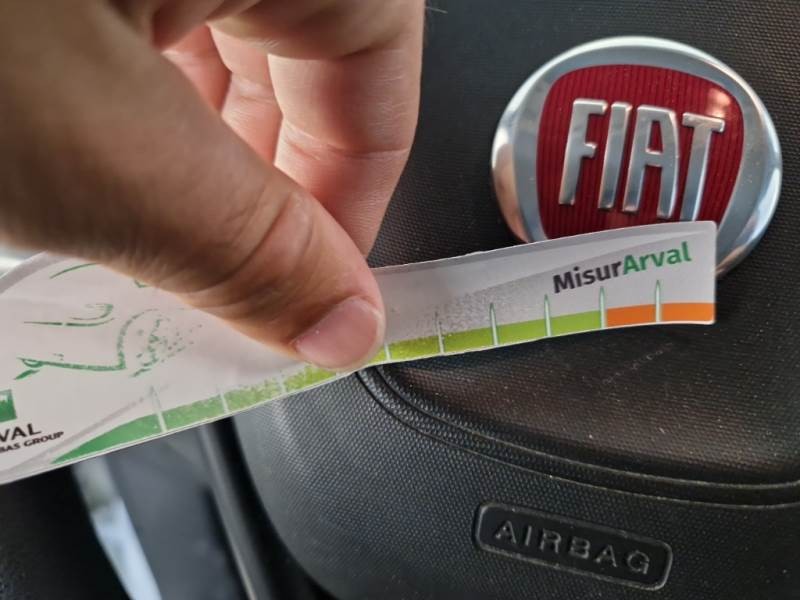 FIAT
MisurArval
VAL
BAS GROUP
AIRBAG